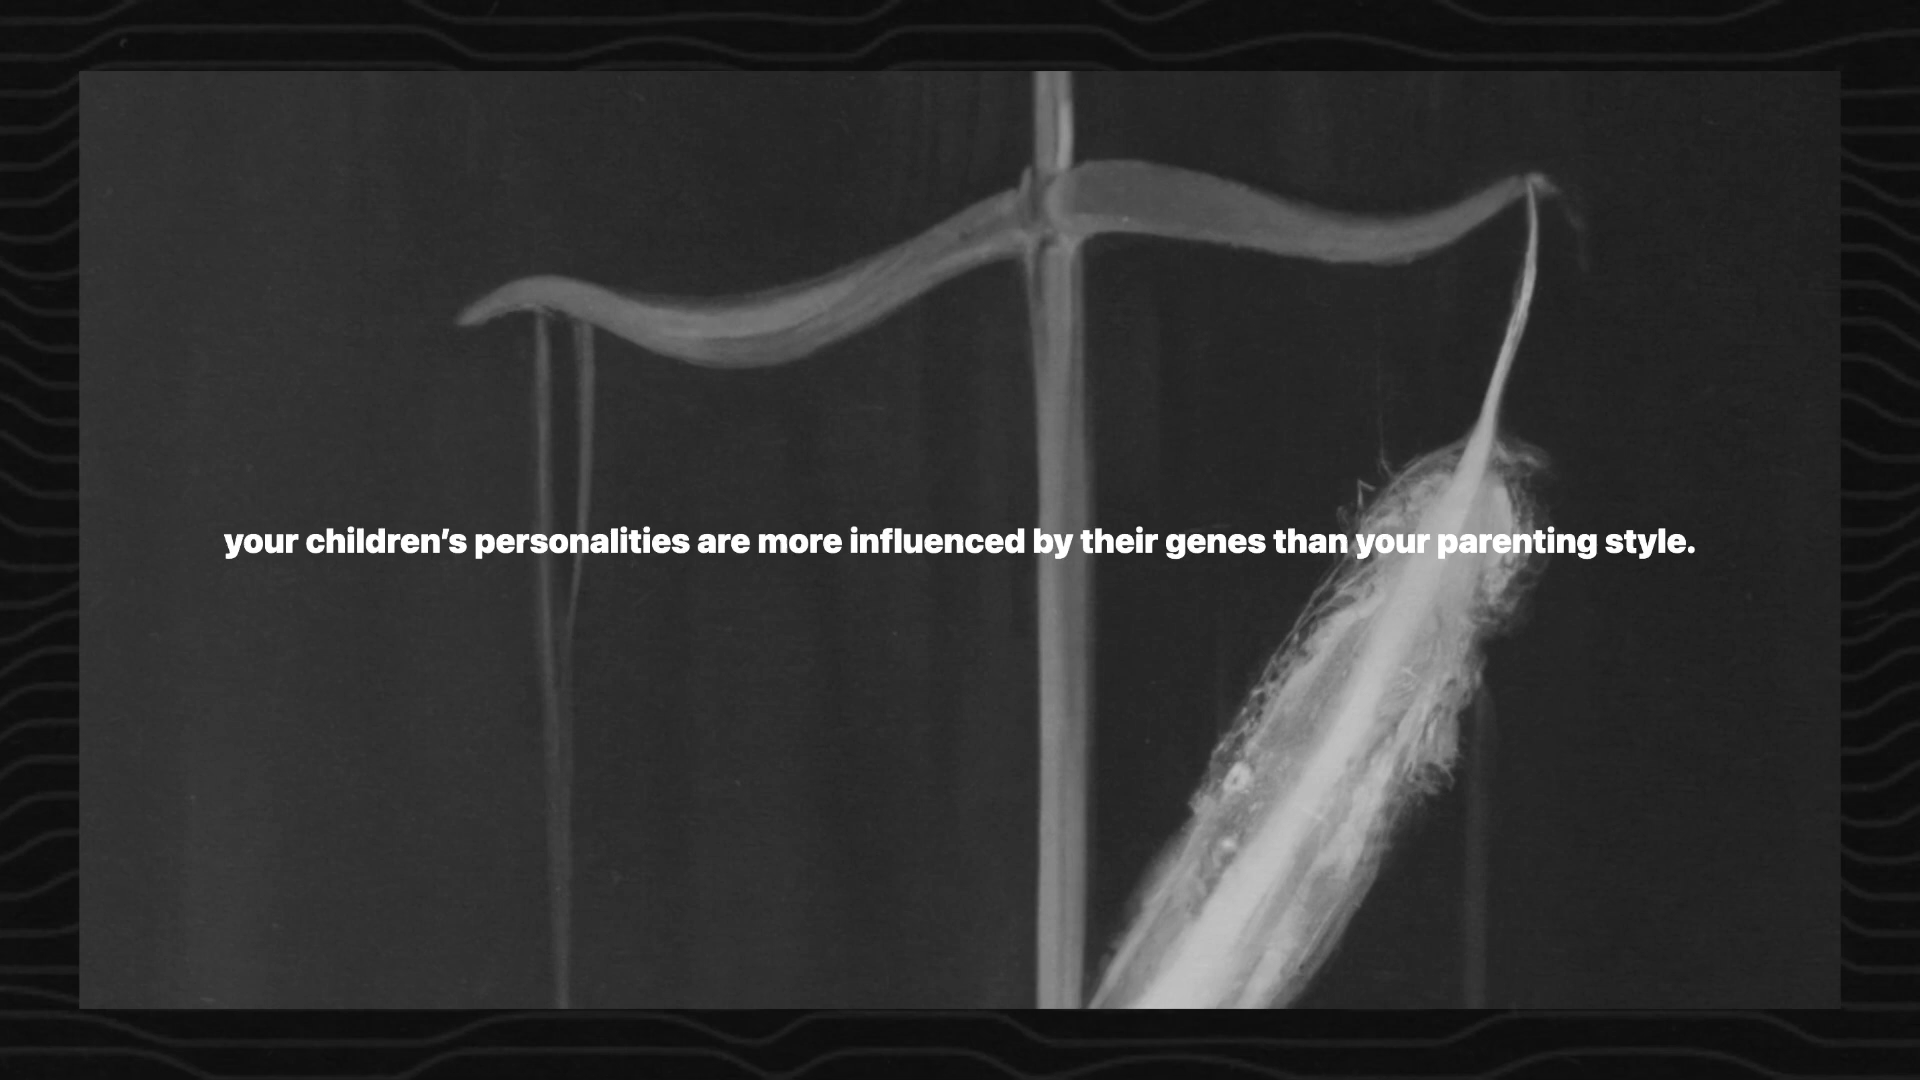 your children’s personalities are more influenced by their genes than your parenting style.